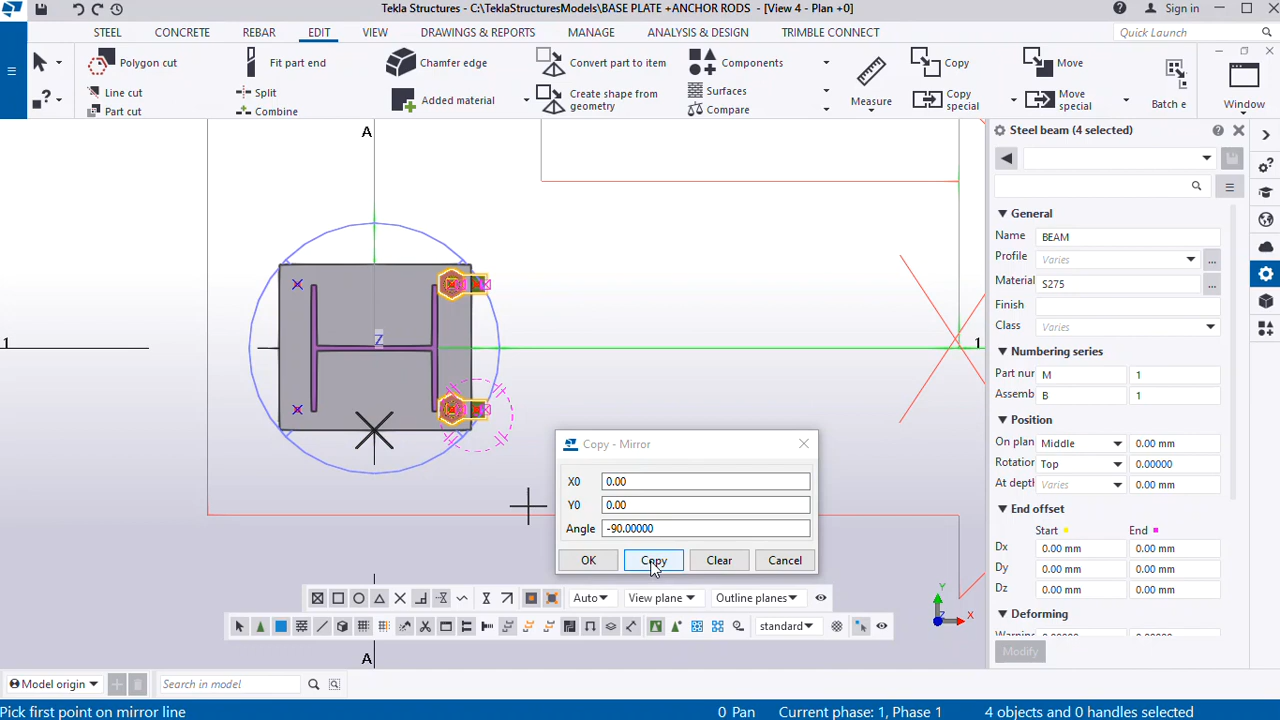 Tekla Structures - C:\TeklaStructuresModels\BASE PLATE +ANCHOR RODS - [View 4 - Plan +0]
Sign in
STEEL CONCRETE REBAR EDIT VIEW DRAWINGS & REPORTS MANAGE ANALYSIS & DESIGN TRIMBLE CONNECT
Quick Launch
Polygon cut
Fit part end
Chamfer edge
Convert part to item
Components
Copy
Move
Line cut
Split
Added material
Create shape from geometry
Surfaces
Measure
Copy special
Move special
Batch e
Window
Part cut
Combine
Compare
A
Steel beam (4 selected)
General
Name BEAM
Profile Varies ...
Material S275 ...
Finish
Class Varies
Numbering series
Part nur M 1
Assemb B 1
Position
On plan Middle 0.00 mm
Rotatio Top 0.00000
At depth Varies 0.00 mm
End offset
Start End
Dx 0.00 mm 0.00 mm
Dy 0.00 mm 0.00 mm
Dz 0.00 mm 0.00 mm
Deforming
Modify
1
Z
1
Copy - Mirror
X0 0.00
Y0 0.00
Angle -90.00000
OK Copy Clear Cancel
Auto View plane Outline planes
standard
Y
X
Z
A
Model origin
Search in model
Pick first point on mirror line
0 Pan
Current phase: 1, Phase 1
4 objects and 0 handles selected